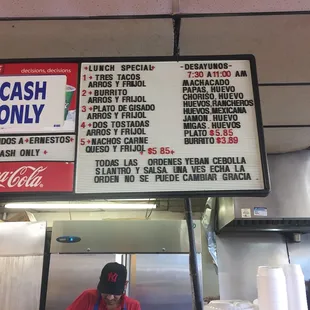 decisions. decisions.
CASH
ONLY
DOS A ERNESTOS
CASH ONLY
Coca-Cola
LUNCH SPECIAL
1 TRES TACOS
ARROS Y FRIJOL
2 BURRITO
ARROS Y FRIJOL
3 PLATO DE GISADO
ARROS Y FRIJOL
4 DOS TOSTADAS
ARROS Y FRIJOL
5 NACHOS CARNE
QUESO Y FRIJOL $5.85
DESAYUNOS
7:30 A 11:00 AM
MACHACADO
PAPAS, HUEVO
CHORISO, HUEVO
HUEVOS, RANCHEROS
HUEVOS, MEXICANA
JAMON, HUEVO
MIGAS, HUEVOS
PLATO $5.85
BURRITO $3.89
TODAS LAS ORDENES YEBAN CEBOLLA
SLANTRO Y SALSA, UNA VES ECHA LA
ORDEN NO SE PUEDE CAMBIAR GRACIA